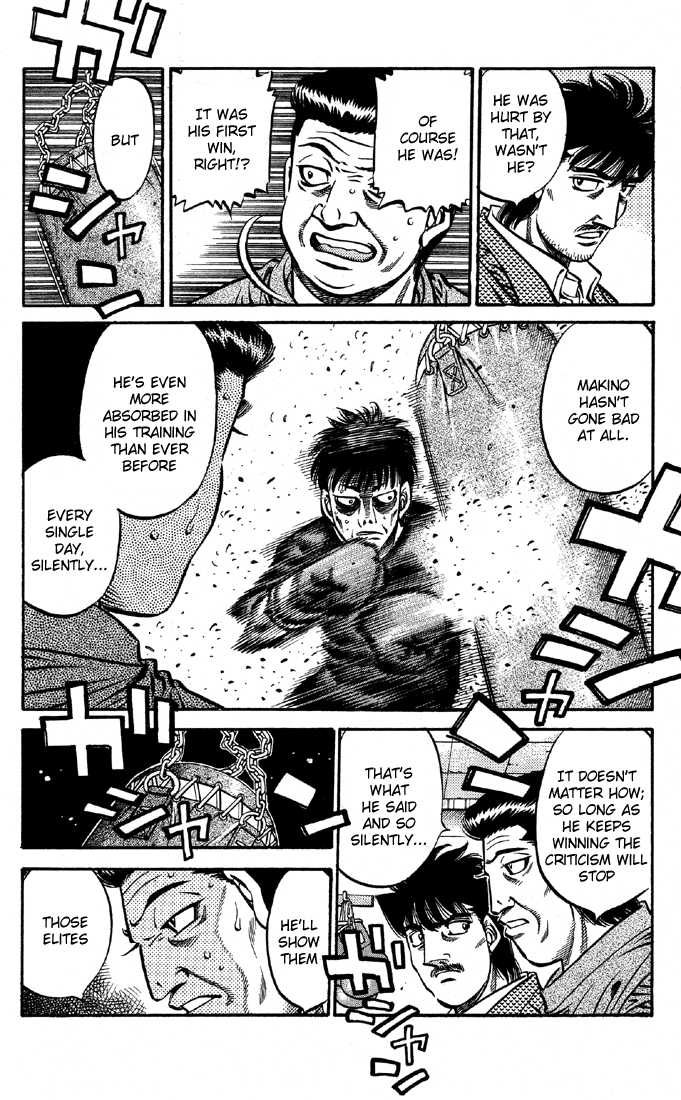 HE WAS
HURT BY
THAT,
WASN'T
HE?
OF
COURSE
HE WAS!
IT WAS
HIS FIRST
WIN,
RIGHT!?
BUT
ガシャ
MAKINO
HASN'T
GONE BAD
AT ALL.
HE'S EVEN
MORE
ABSORBED IN
HIS TRAINING
THAN EVER
BEFORE
EVERY
SINGLE
DAY,
SILENTLY...
IT DOESN'T
MATTER HOW;
SO LONG AS
HE KEEPS
WINNING THE
CRITICISM WILL
STOP
THAT'S
WHAT
HE SAID
AND SO
SILENTLY...
HE'LL
SHOW
THEM
THOSE
ELITES